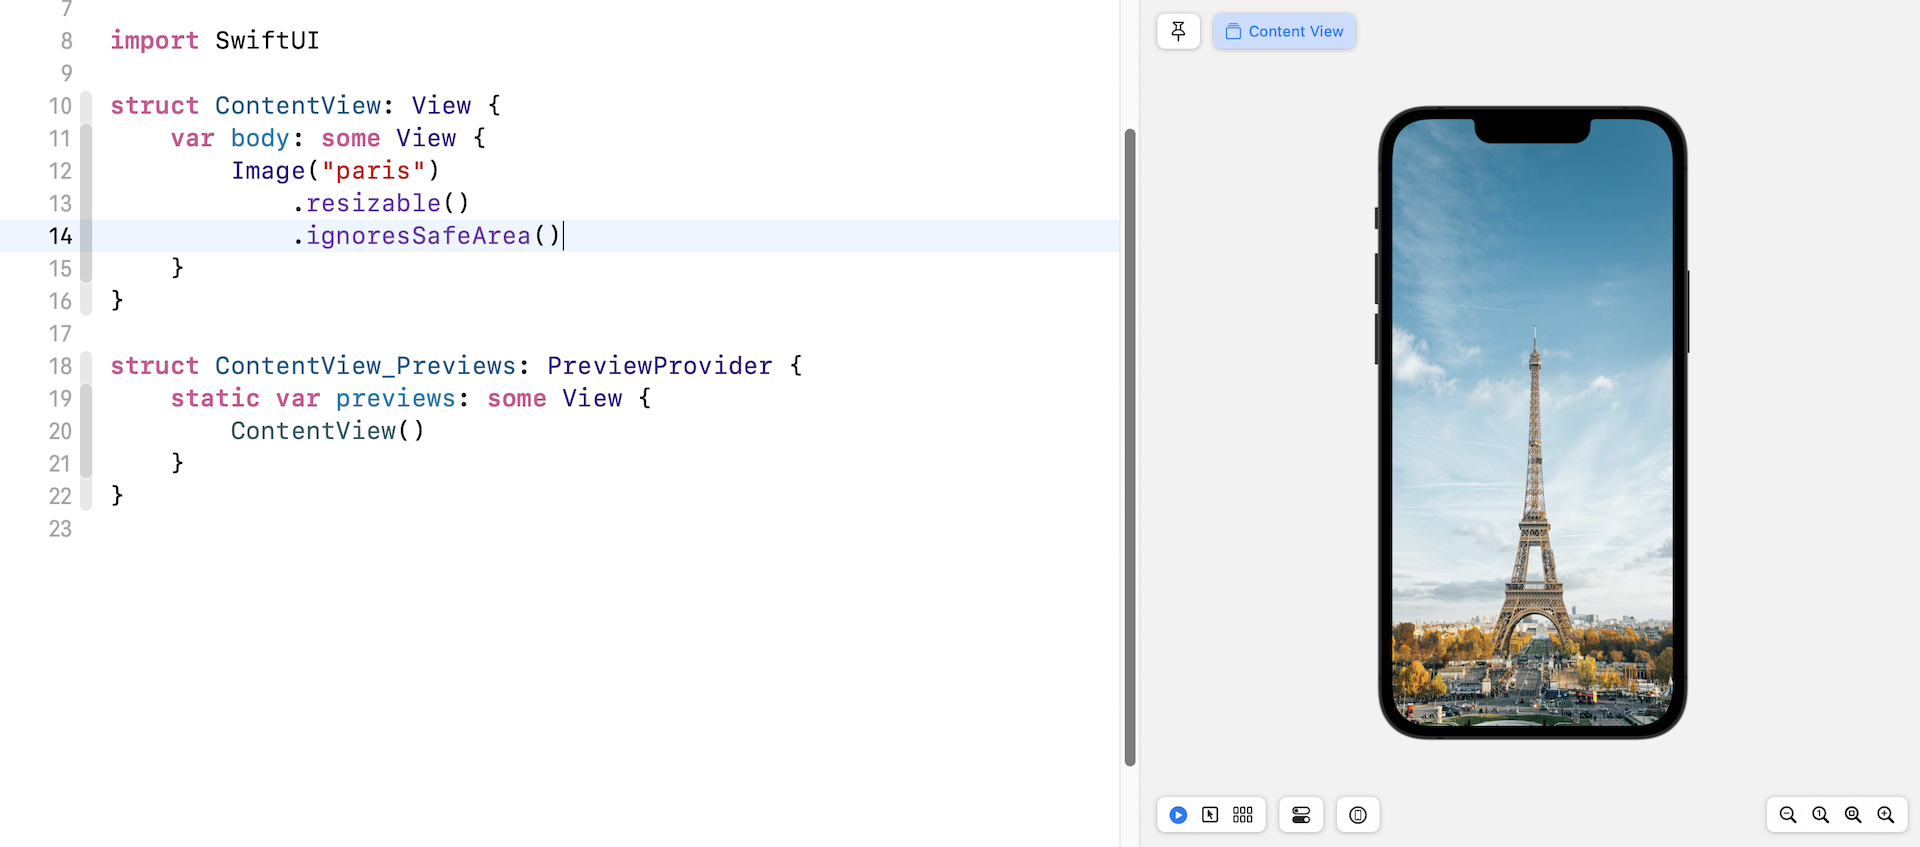 7
8 import SwiftUI
9
10 struct ContentView: View {
11 var body: some View {
12 Image("paris")
13 .resizable()
14 .ignoresSafeArea()
15 }
16 }
17
18 struct ContentView_Previews: PreviewProvider {
19 static var previews: some View {
20 ContentView()
21 }
22 }
23
Content View